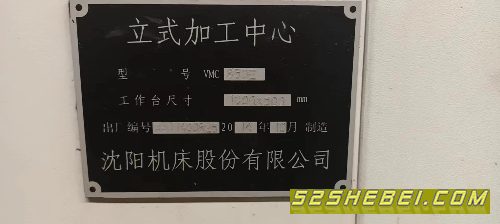 立式加工中心
型 号 VMC
工作台尺寸 mm
出厂编号 20 年 月 制造
沈阳机床股份有限公司
52SHEBEI.COM